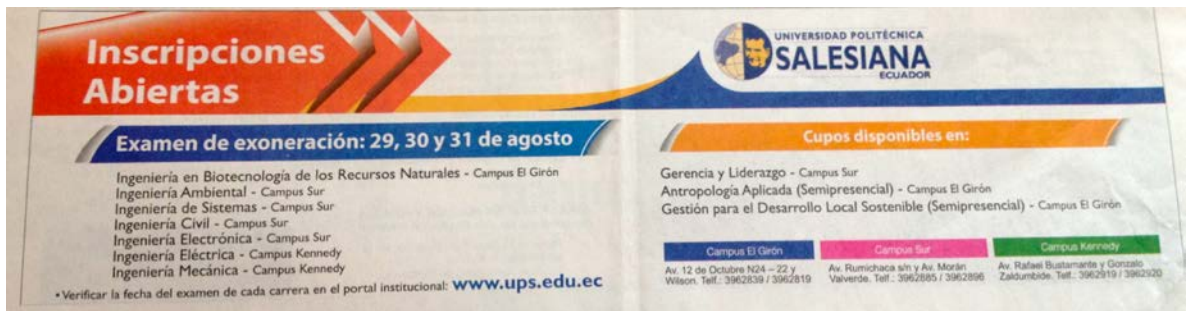 Inscripciones
Abiertas
UNIVERSIDAD POLITÉCNICA
SALESIANA
ECUADOR
Examen de exoneración: 29, 30 y 31 de agosto
Ingeniería en Biotecnología de los Recursos Naturales - Campus El Girón
Ingeniería Ambiental - Campus Sur
Ingeniería de Sistemas - Campus Sur
Ingeniería Civil - Campus Sur
Ingeniería Electrónica - Campus Sur
Ingeniería Eléctrica - Campus Kennedy
Ingeniería Mecánica - Campus Kennedy
• Verificar la fecha del examen de cada carrera en el portal institucional: www.ups.edu.ec
Cupos disponibles en:
Gerencia y Liderazgo - Campus Sur
Antropología Aplicada (Semipresencial) - Campus El Girón
Gestión para el Desarrollo Local Sostenible (Semipresencial) - Campus El Girón
Campus El Girón
Av. 12 de Octubre N24 – 22 y
Wilson. Telf.: 3962839 / 3962819
Campus Sur
Av. Rumichaca s/n y Av. Morán
Valverde. Telf.: 3962885 / 3962896
Campus Kennedy
Av. Rafael Bustamante y Gonzalo
Zaldumbide. Telf.: 3962919 / 3962920